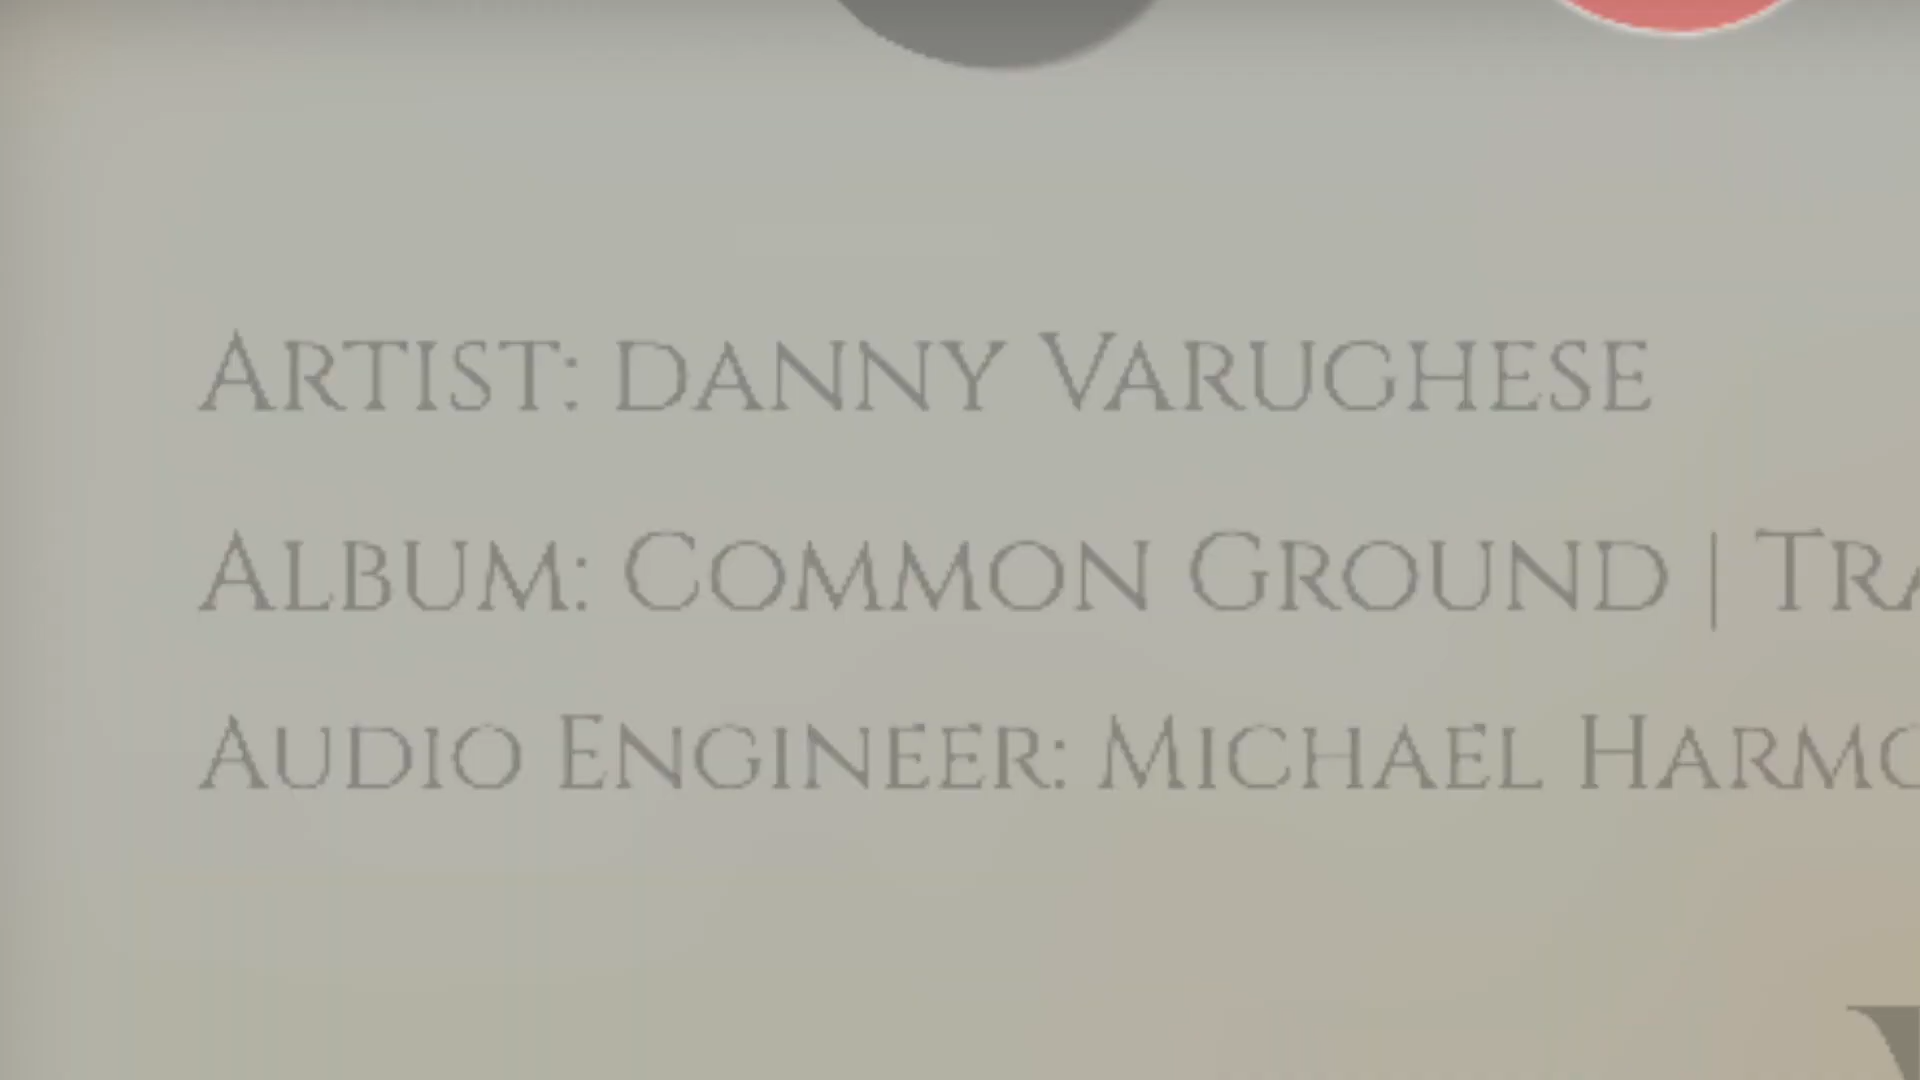 Artist: danny Varughese
Album: Common Ground |
Audio Engineer: Michael